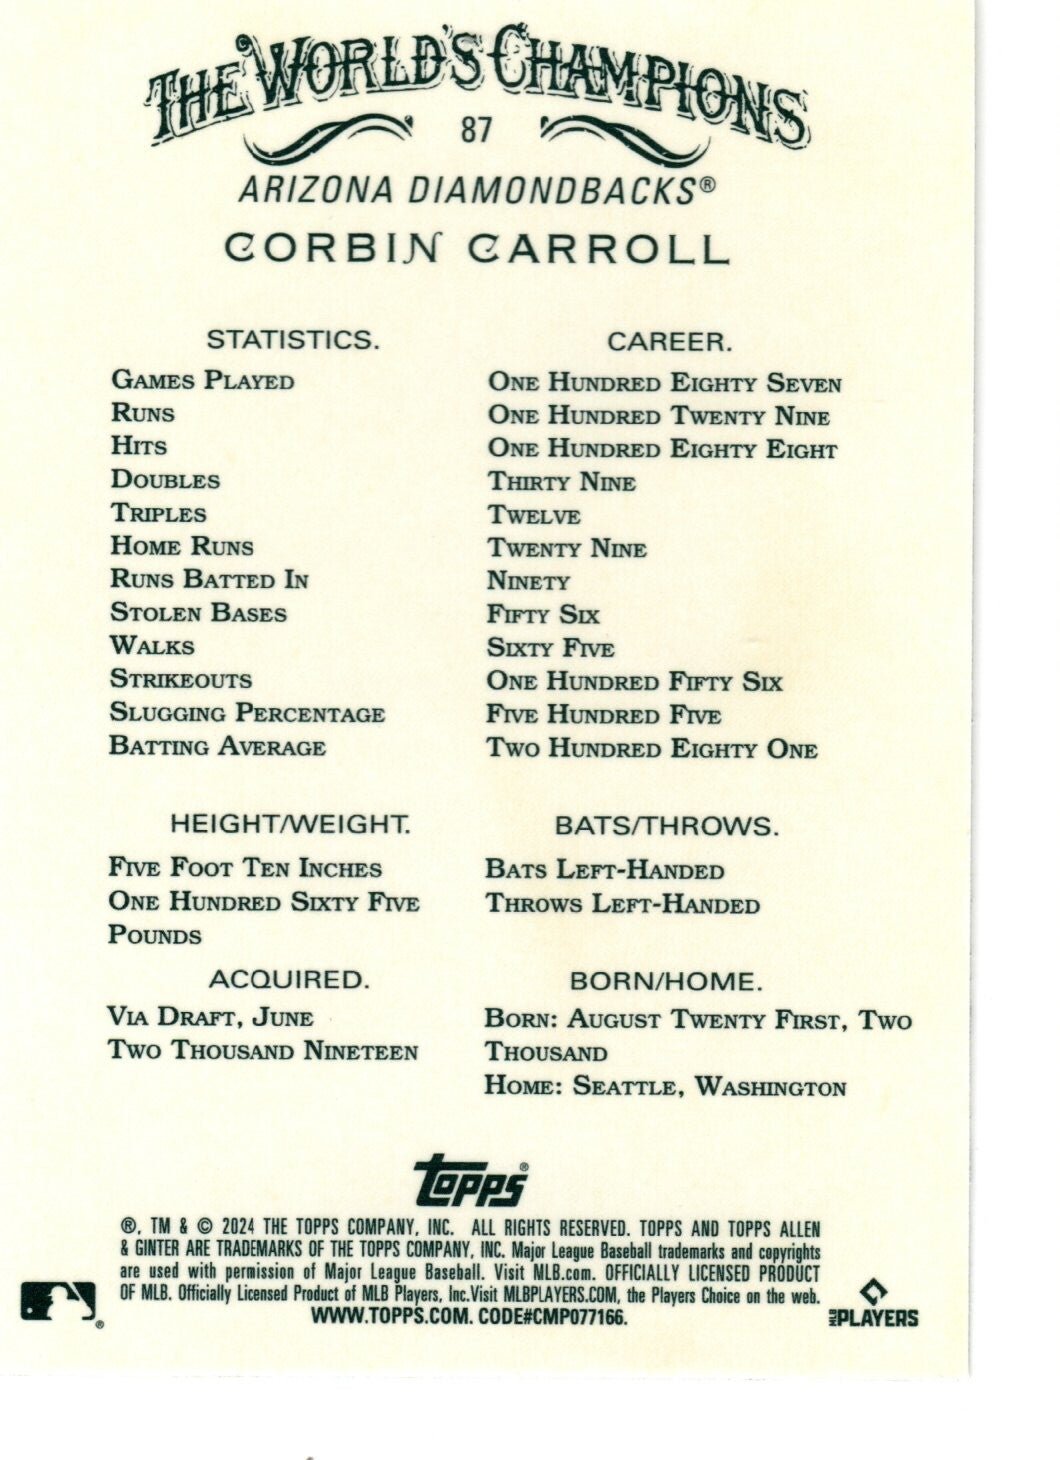 THE WORLD'S CHAMPIONS
87
ARIZONA DIAMONDBACKS®
CORBIN CARROLL
STATISTICS. CAREER.
GAMES PLAYED ONE HUNDRED EIGHTY SEVEN
RUNS ONE HUNDRED TWENTY NINE
HITS ONE HUNDRED EIGHTY EIGHT
DOUBLES THIRTY NINE
TRIPLES TWELVE
HOME RUNS TWENTY NINE
RUNS BATTED IN NINETY
STOLEN BASES FIFTY SIX
WALKS SIXTY FIVE
STRIKEOUTS ONE HUNDRED FIFTY SIX
SLUGGING PERCENTAGE FIVE HUNDRED FIVE
BATTING AVERAGE TWO HUNDRED EIGHTY ONE
HEIGHT/WEIGHT.
FIVE FOOT TEN INCHES
ONE HUNDRED SIXTY FIVE
POUNDS
BATS/THROWS.
BATS LEFT-HANDED
THROWS LEFT-HANDED
ACQUIRED.
VIA DRAFT, JUNE
TWO THOUSAND NINETEEN
BORN/HOME.
BORN: AUGUST TWENTY FIRST, TWO
THOUSAND
HOME: SEATTLE, WASHINGTON
topps®
®, TM & © 2024 THE TOPPS COMPANY, INC. ALL RIGHTS RESERVED. TOPPS AND TOPPS ALLEN
& GINTER ARE TRADEMARKS OF THE TOPPS COMPANY, INC. Major League Baseball trademarks and copyrights
are used with permission of Major League Baseball. Visit MLB.com. OFFICIALLY LICENSED PRODUCT
OF MLB. Officially Licensed Product of MLB Players, Inc.Visit MLBPLAYERS.COM, the Players Choice on the web.
WWW.TOPPS.COM. CODE#CMP077166.
®
MLB PLAYERS